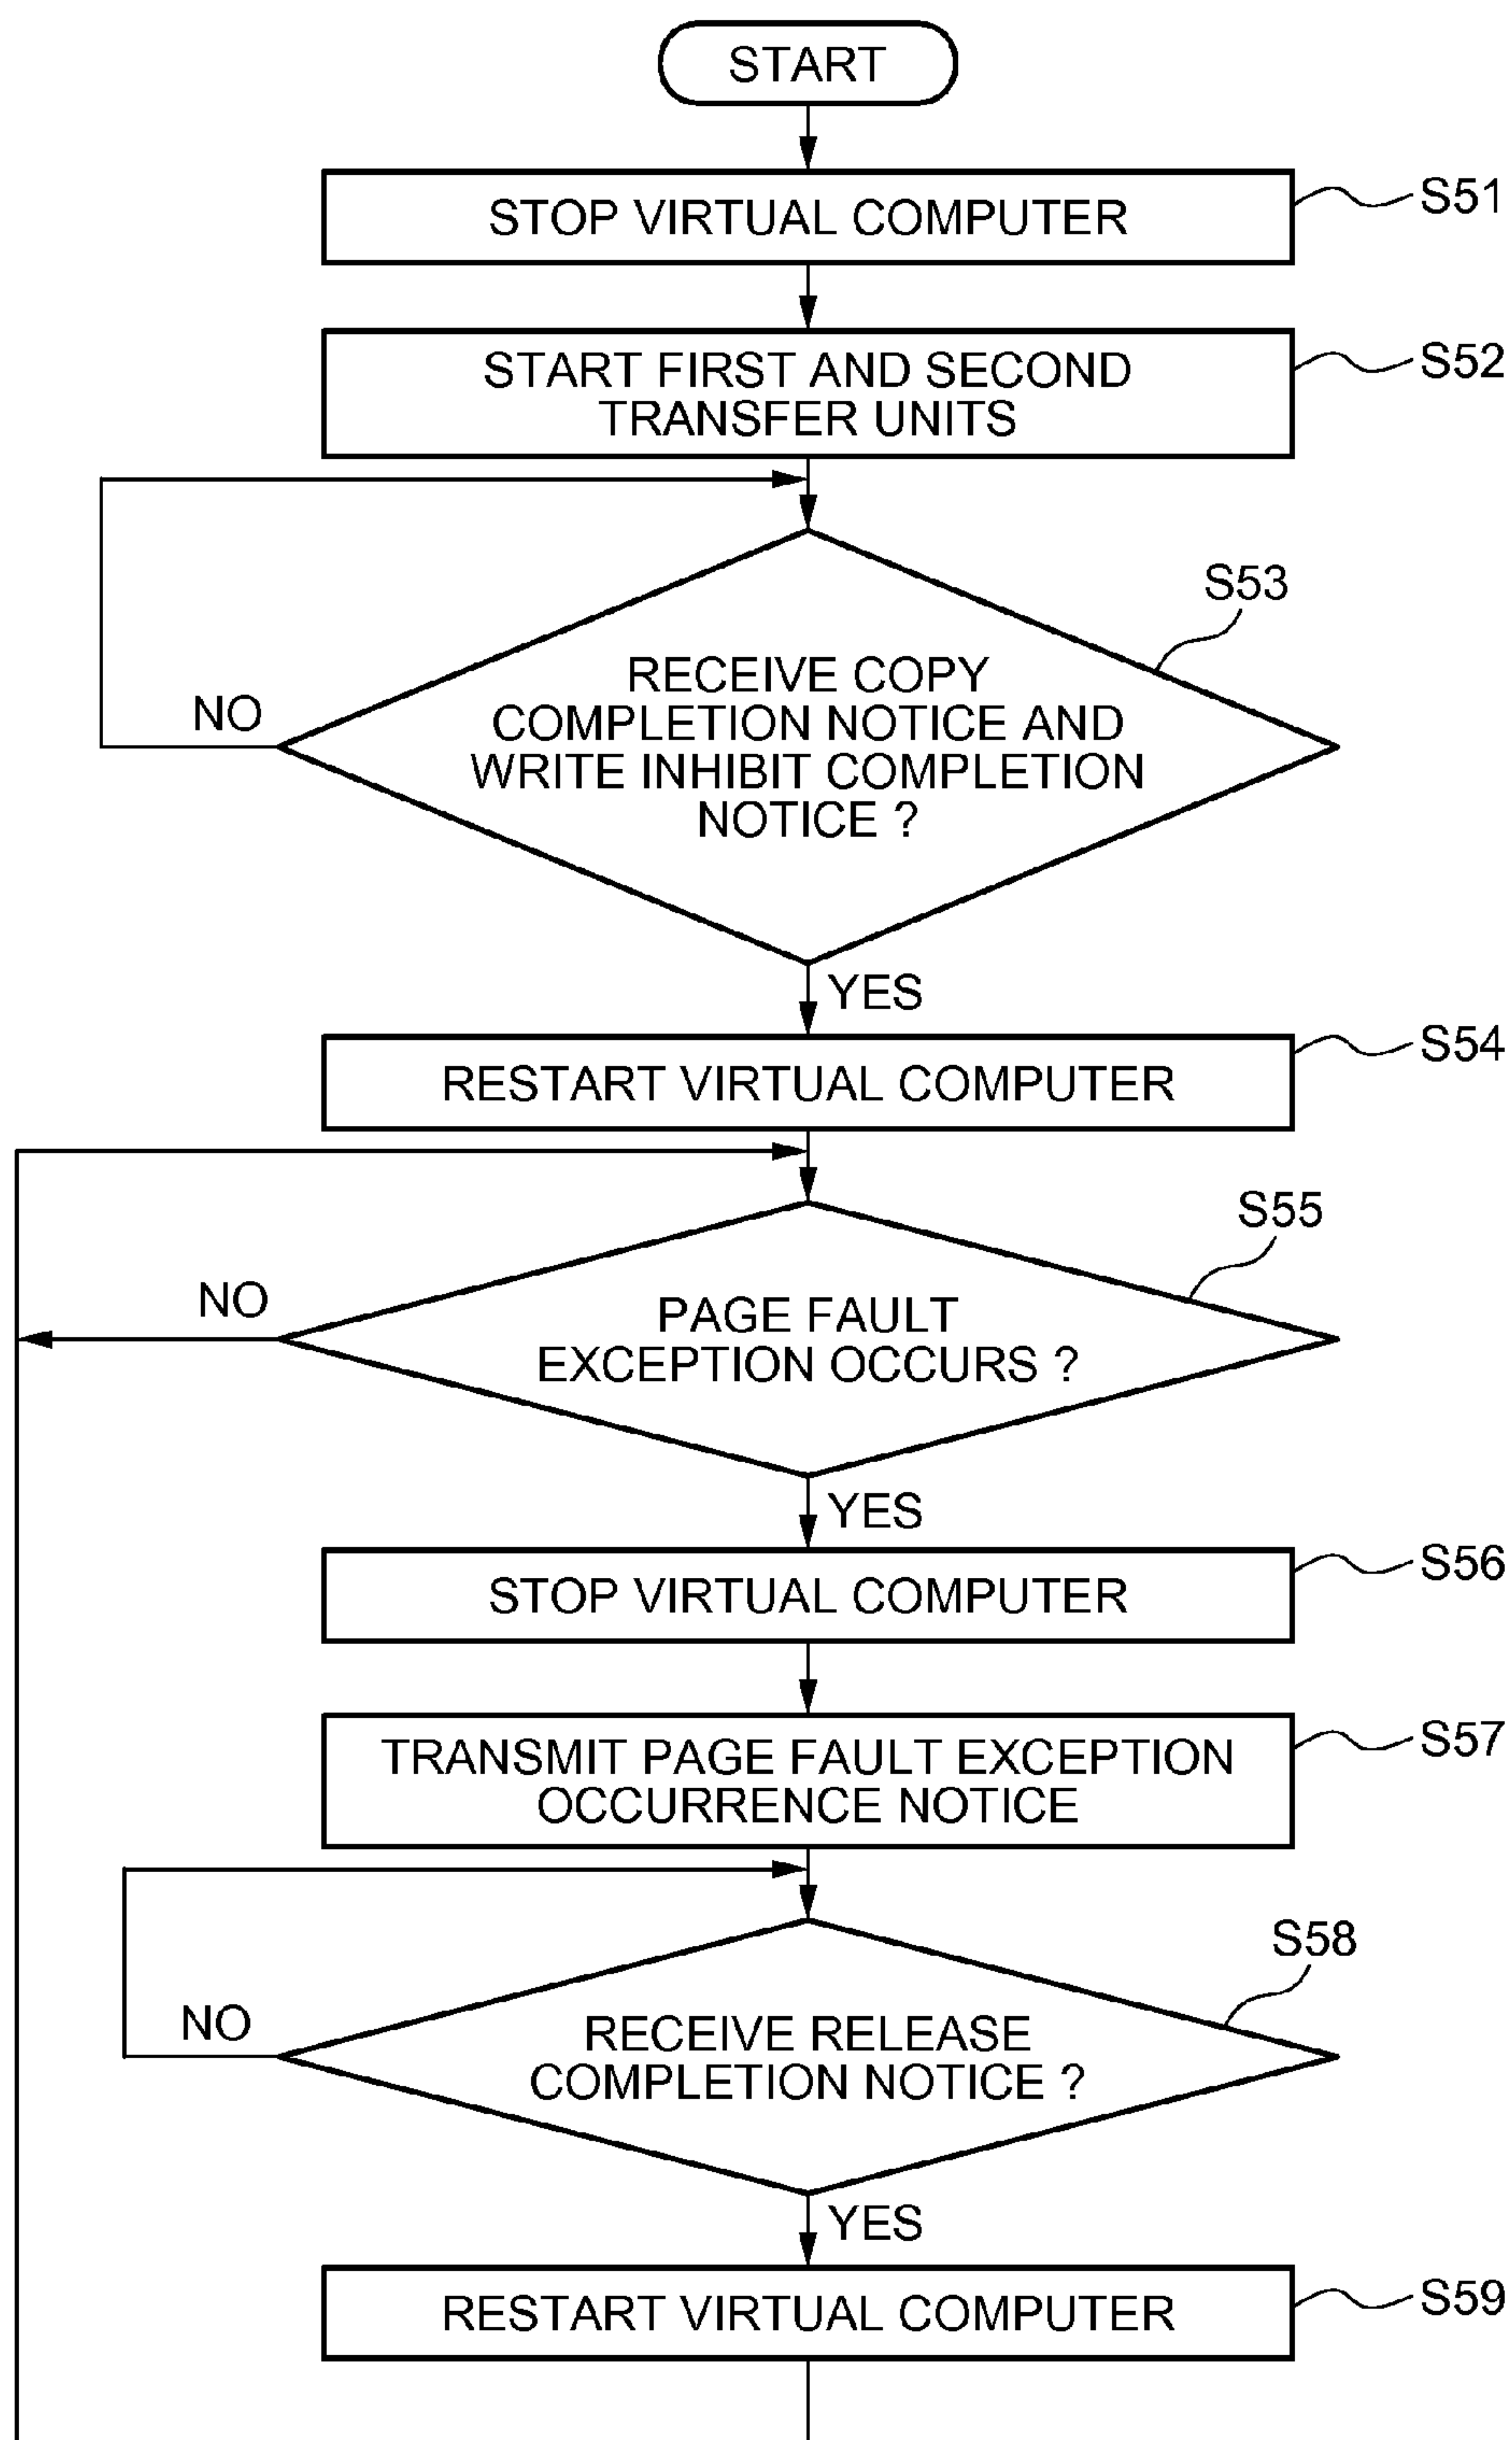 START
STOP VIRTUAL COMPUTER
S51
START FIRST AND SECOND
TRANSFER UNITS
S52
S53
RECEIVE COPY
COMPLETION NOTICE AND
WRITE INHIBIT COMPLETION
NOTICE ?
NO
YES
RESTART VIRTUAL COMPUTER
S54
S55
PAGE FAULT
EXCEPTION OCCURS ?
NO
YES
STOP VIRTUAL COMPUTER
S56
TRANSMIT PAGE FAULT EXCEPTION
OCCURRENCE NOTICE
S57
S58
RECEIVE RELEASE
COMPLETION NOTICE ?
NO
YES
RESTART VIRTUAL COMPUTER
S59